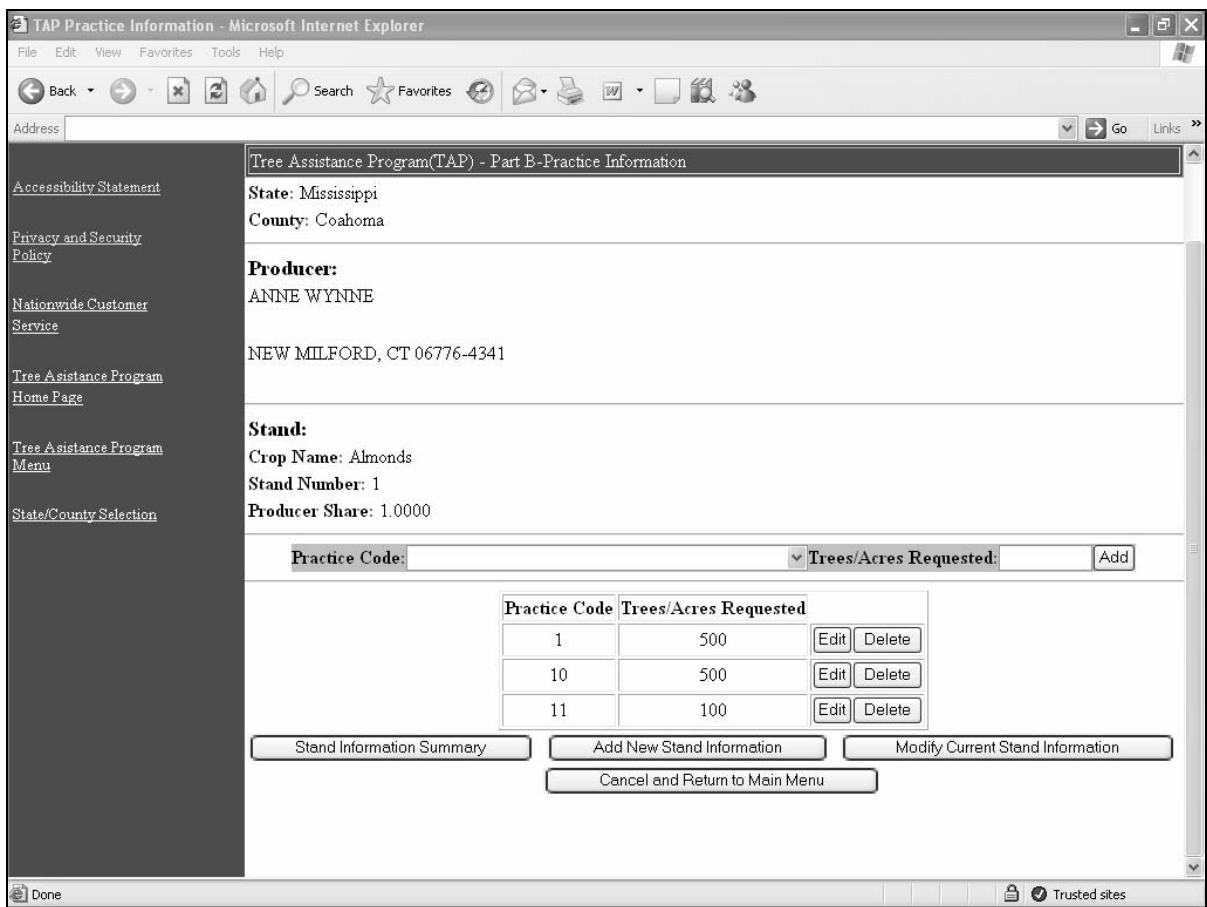 TAP Practice Information - Microsoft Internet Explorer
File Edit View Favorites Tools Help
Back Search Favorites W
Address Go Links »
Accessibility Statement
Privacy and Security
Policy
Nationwide Customer
Service
Tree Asistance Program
Home Page
Tree Asistance Program
Menu
State/County Selection
Tree Assistance Program(TAP) - Part B-Practice Information
State: Mississippi
County: Coahoma
Producer:
ANNE WYNNE
NEW MILFORD, CT 06776-4341
Stand:
Crop Name: Almonds
Stand Number: 1
Producer Share: 1.0000
Practice Code: Trees/Acres Requested: Add
Practice Code Trees/Acres Requested
1 500 Edit Delete
10 500 Edit Delete
11 100 Edit Delete
Stand Information Summary Add New Stand Information Modify Current Stand Information
Cancel and Return to Main Menu
Done Trusted sites